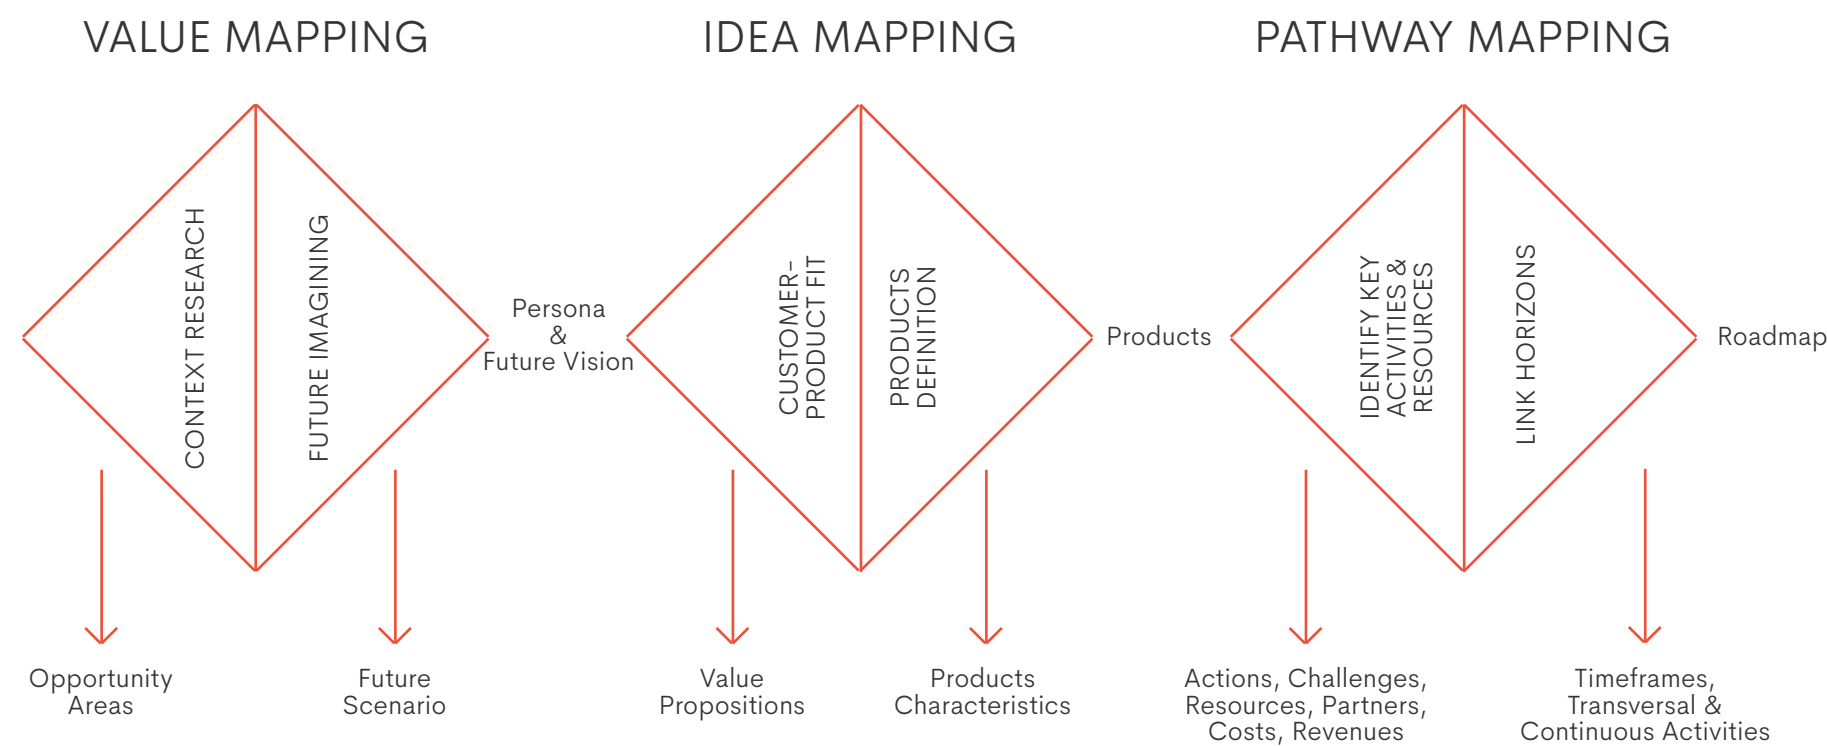 VALUE MAPPING
CONTEXT RESEARCH
FUTURE IMAGINING
Opportunity
Areas
Future
Scenario
Persona
&
Future Vision
IDEA MAPPING
CUSTOMER-
PRODUCT FIT
PRODUCTS
DEFINITION
Value
Propositions
Products
Characteristics
Products
PATHWAY MAPPING
IDENTIFY KEY
ACTIVITIES &
RESOURCES
LINK HORIZONS
Actions, Challenges,
Resources, Partners,
Costs, Revenues
Timeframes,
Transversal &
Continuous Activities
Roadmap